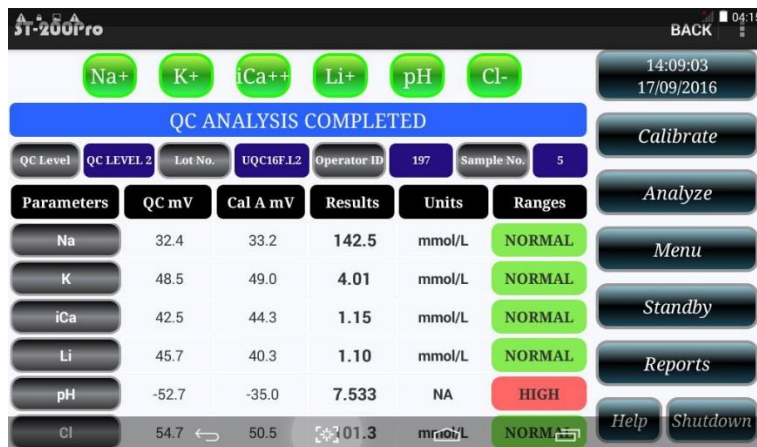 ST-200Pro
BACK
04:15
Na+ K+ iCa++ Li+ pH Cl-
14:09:03
17/09/2016
QC ANALYSIS COMPLETED
Calibrate
QC Level QC LEVEL 2 Lot No. UQC16F.L2 Operator ID 197 Sample No. 5
Analyze
Parameters QC mV Cal A mV Results Units Ranges
Na 32.4 33.2 142.5 mmol/L NORMAL
Menu
K 48.5 49.0 4.01 mmol/L NORMAL
iCa 42.5 44.3 1.15 mmol/L NORMAL
Standby
Li 45.7 40.3 1.10 mmol/L NORMAL
Reports
pH -52.7 -35.0 7.533 NA HIGH
Cl 54.7 50.5 01.3 mmol/L NORMAL
Help Shutdown